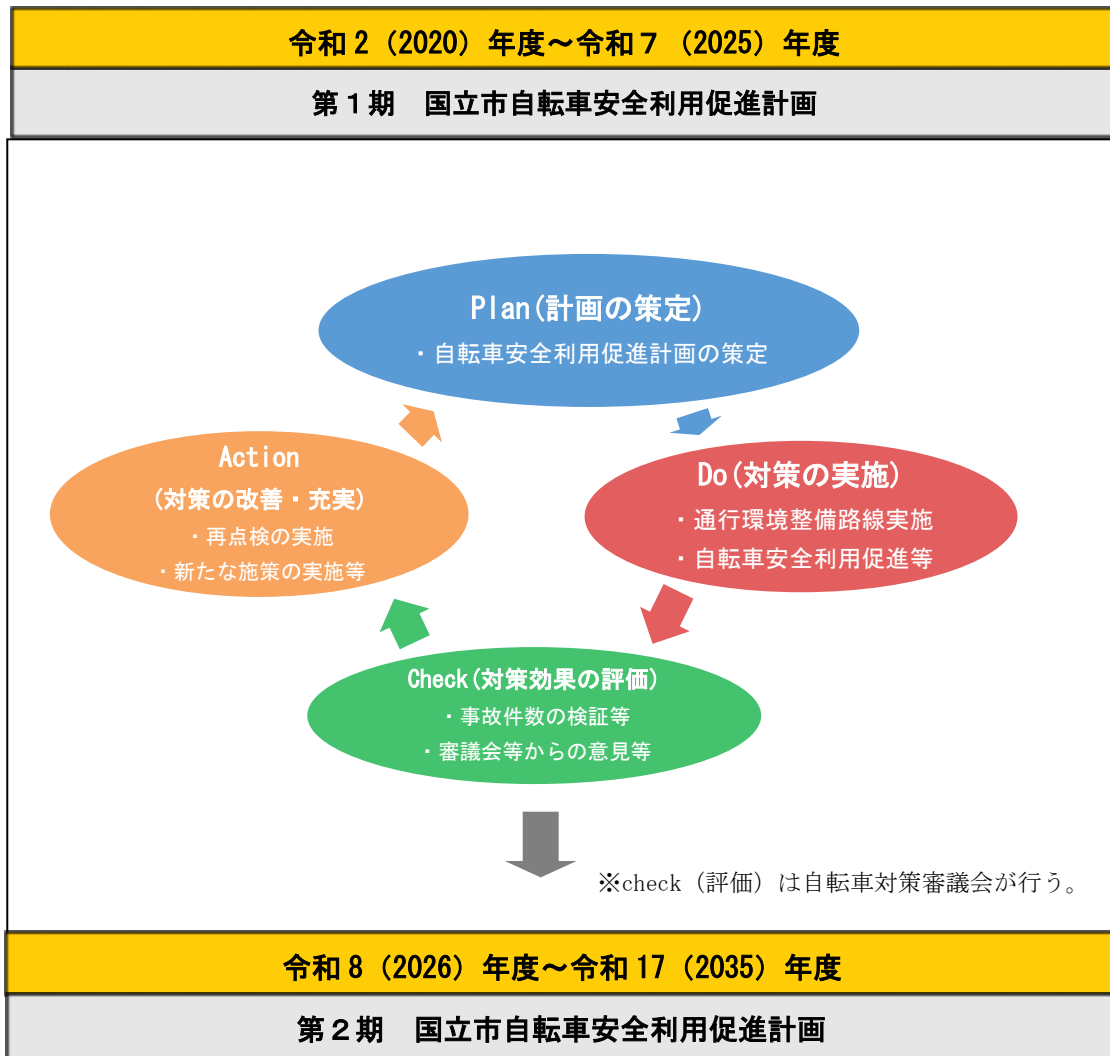 令和2（2020）年度～令和７（2025）年度
第１期　国立市自転車安全利用促進計画
Plan(計画の策定)
・自転車安全利用促進計画の策定
Do(対策の実施)
・通行環境整備路線実施
・自転車安全利用促進等
Check(対策効果の評価)
・事故件数の検証等
・審議会等からの意見等
Action
(対策の改善・充実)
・再点検の実施
・新たな施策の実施等
※check（評価）は自転車対策審議会が行う。
令和8（2026）年度～令和17（2035）年度
第２期　国立市自転車安全利用促進計画